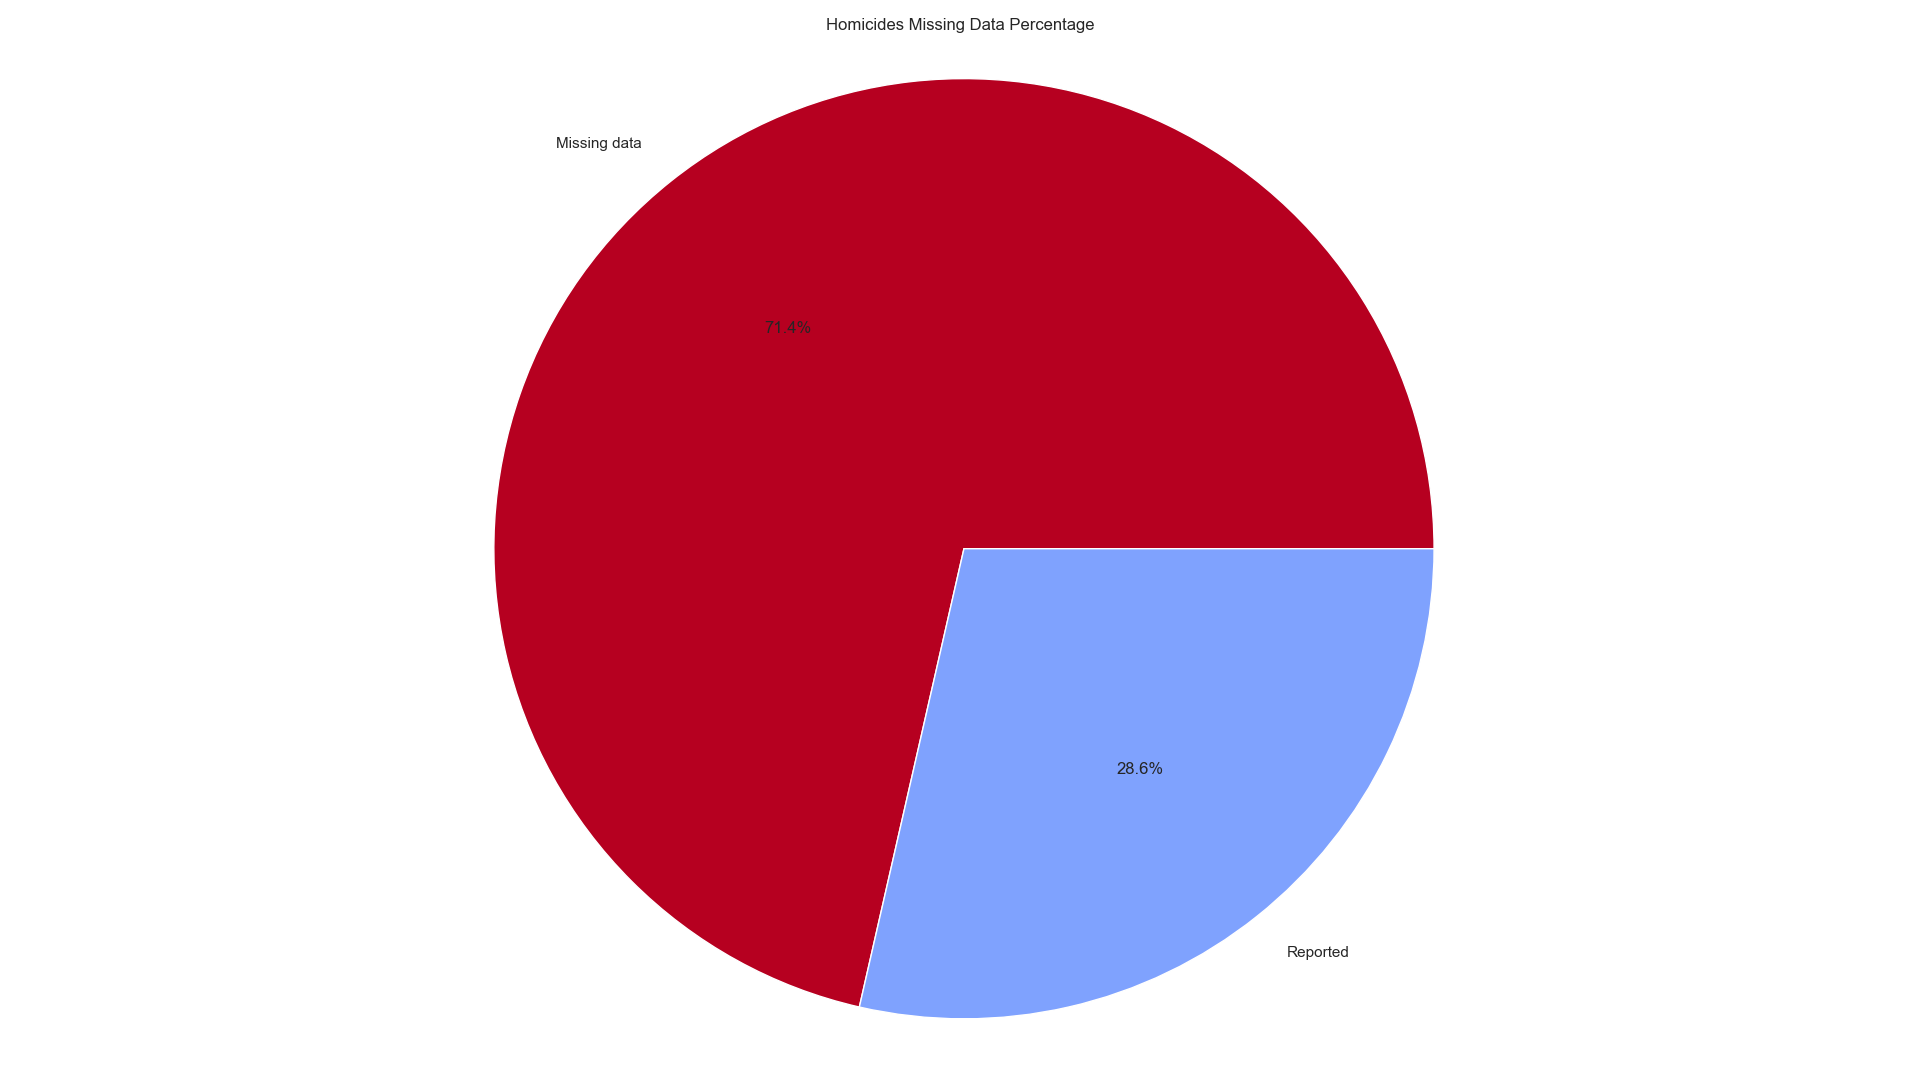 Homicides Missing Data Percentage
Missing data
71.4%
28.6%
Reported